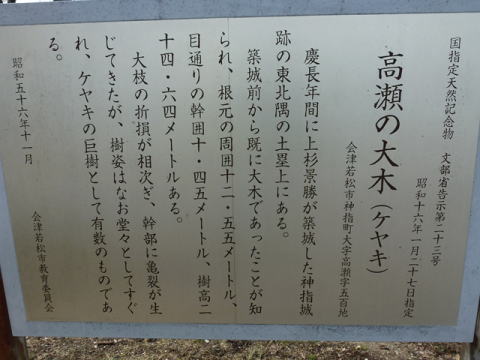 国指定天然記念物 文部省告示第二十三号
昭和十六年一月二十七日指定
高瀬の大木(ケヤキ)
会津若松市神指町大字高瀬字五百地
慶長年間に上杉景勝が築城した神指城
跡の東北隅の土塁上にある。
築城前から既に大木であったことが知
られ、根元の周囲十二・五五メートル、
目通りの幹囲十・四五メートル、樹高二
十四・六四メートルある。
大枝の折損が相次ぎ、幹部に亀裂が生
じてきたが、樹姿はなお堂々としてすぐ
れ、ケヤキの巨樹として有数のものであ
る。
昭和五十六年十一月
会津若松市教育委員会